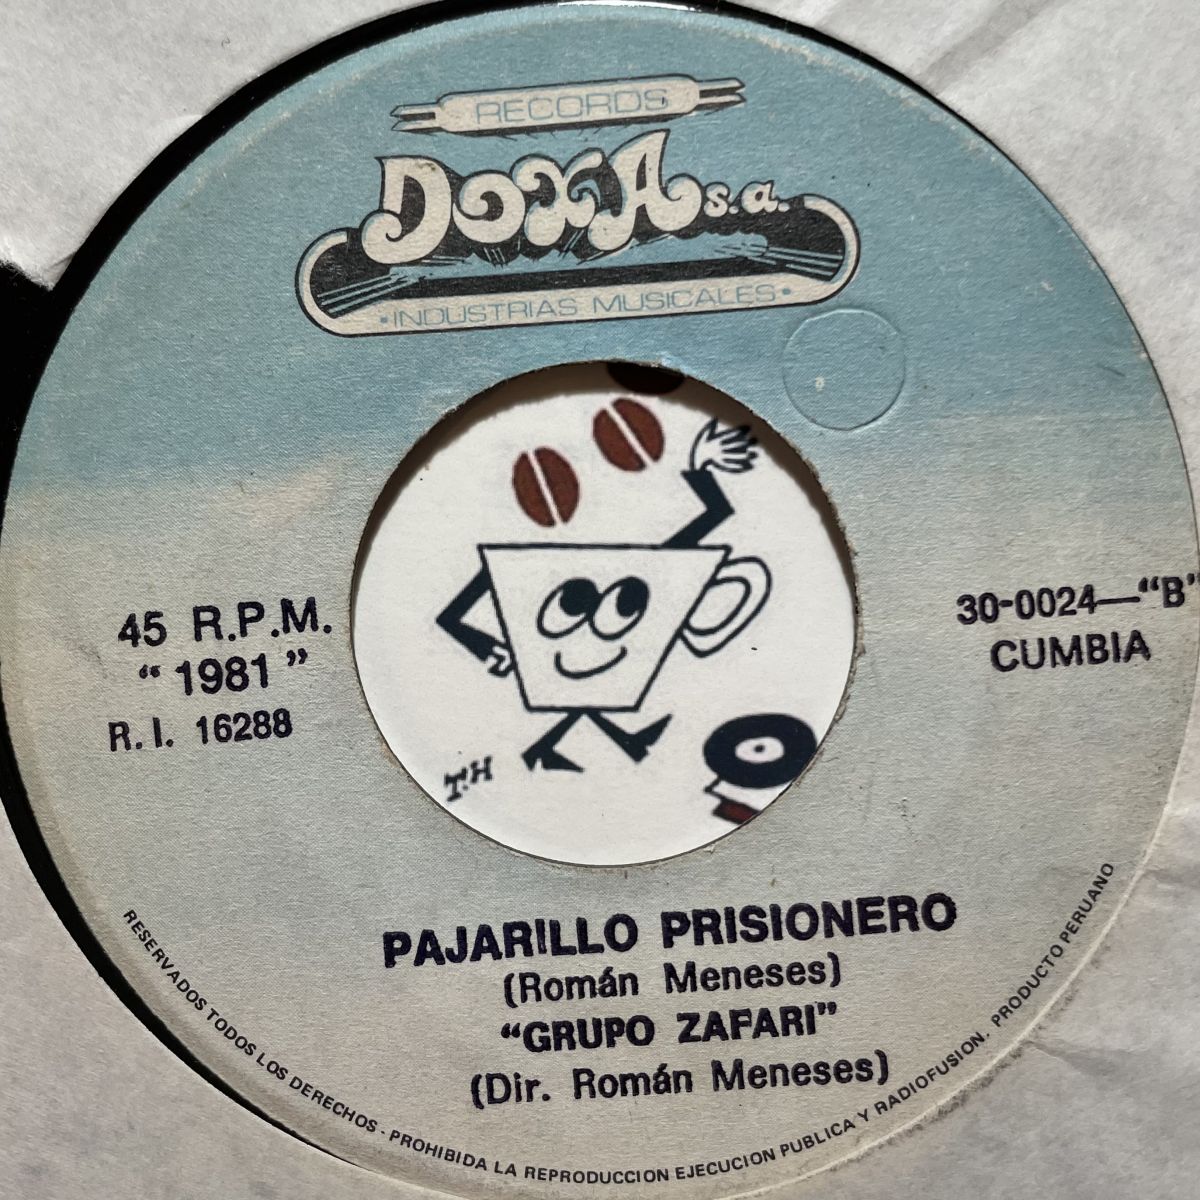 RECORDS
DOXA s.a.
·INDUSTRIAS MUSICALES·
45 R.P.M.
"1981"
R.I. 16288
30-0024—"B"
CUMBIA
T.H
PAJARILLO PRISIONERO
(Román Meneses)
"GRUPO ZAFARI"
(Dir. Román Meneses)
RESERVADOS TODOS LOS DERECHOS - PROHIBIDA LA REPRODUCCION EJECUCION PUBLICA Y RADIOFUSION. PRODUCTO PERUANO